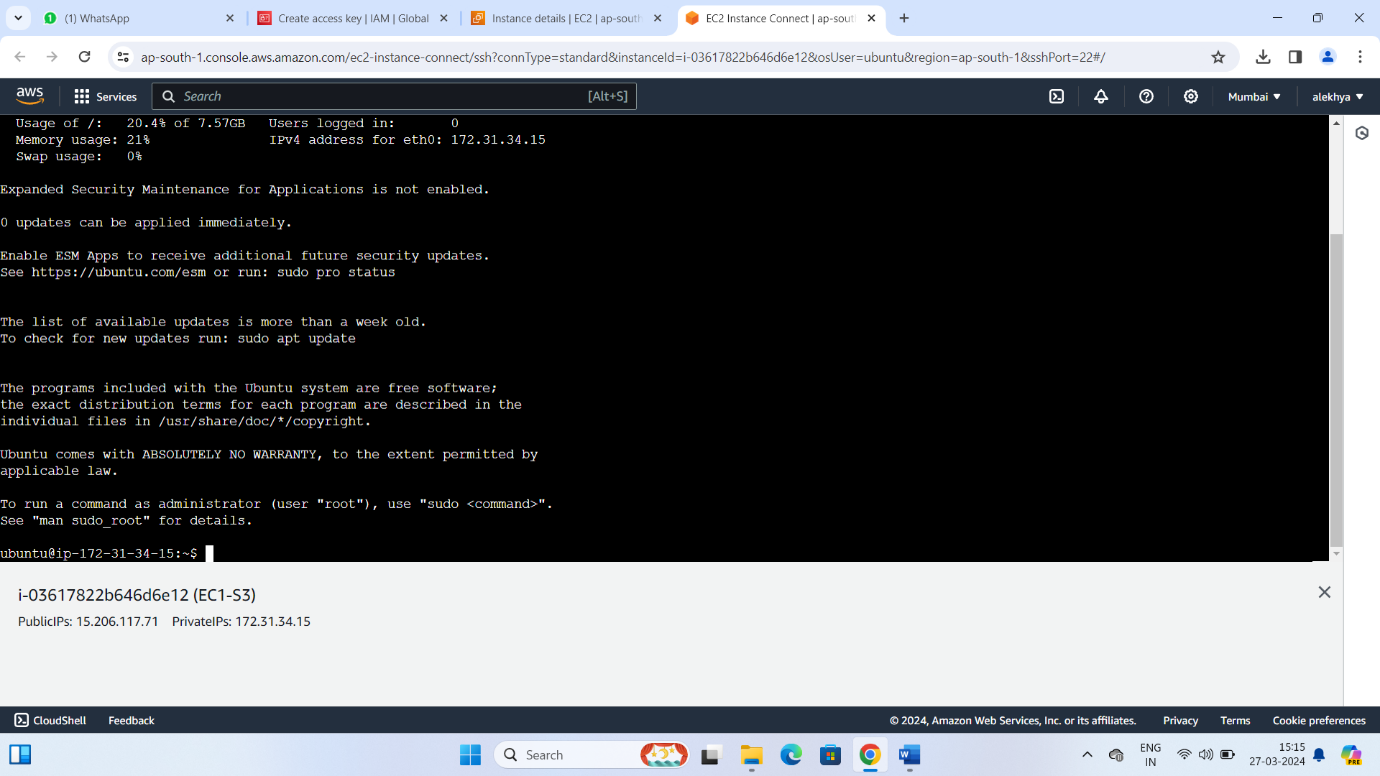 (1) WhatsApp
Create access key | IAM | Global
Instance details | EC2 | ap-south
EC2 Instance Connect | ap-sout
ap-south-1.console.aws.amazon.com/ec2-instance-connect/ssh?connType=standard&instanceId=i-03617822b646d6e12&osUser=ubuntu&region=ap-south-1&sshPort=22#/
aws
Services
Search
[Alt+S]
Mumbai
alekhya
Usage of /: 20.4% of 7.57GB Users logged in: 0
Memory usage: 21% IPv4 address for eth0: 172.31.34.15
Swap usage: 0%
Expanded Security Maintenance for Applications is not enabled.
0 updates can be applied immediately.
Enable ESM Apps to receive additional future security updates.
See https://ubuntu.com/esm or run: sudo pro status
The list of available updates is more than a week old.
To check for new updates run: sudo apt update
The programs included with the Ubuntu system are free software;
the exact distribution terms for each program are described in the
individual files in /usr/share/doc/*/copyright.
Ubuntu comes with ABSOLUTELY NO WARRANTY, to the extent permitted by
applicable law.
To run a command as administrator (user "root"), use "sudo <command>".
See "man sudo_root" for details.
ubuntu@ip-172-31-34-15:~$
i-03617822b646d6e12 (EC1-S3)
PublicIPs: 15.206.117.71 PrivateIPs: 172.31.34.15
CloudShell
Feedback
© 2024, Amazon Web Services, Inc. or its affiliates.
Privacy
Terms
Cookie preferences
Search
ENG
IN
15:15
27-03-2024
PRE